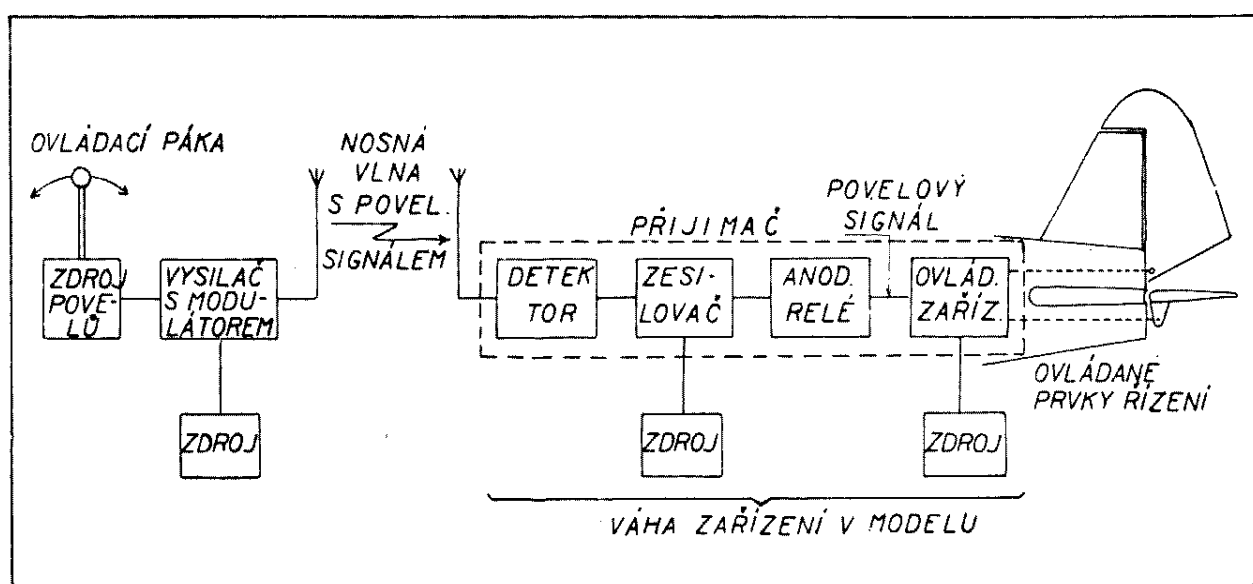 OVLÁDACÍ PÁKA
NOSNÁ
VLNA
S POVEL.
SIGNÁLEM
POVELOVÝ
SIGNÁL
PŘIJIMAČ
ZDROJ
POVE-
LŮ
VYSILAČ
S MODU-
LÁTOREM
DETEK
TOR
ZESI-
LOVAČ
ANOD.
RELÉ
OVLÁD.
ZAŘÍZ.
OVLÁDANÉ
PRVKY ŘÍZENÍ
ZDROJ
ZDROJ
ZDROJ
VÁHA ZAŘÍZENÍ V MODELU